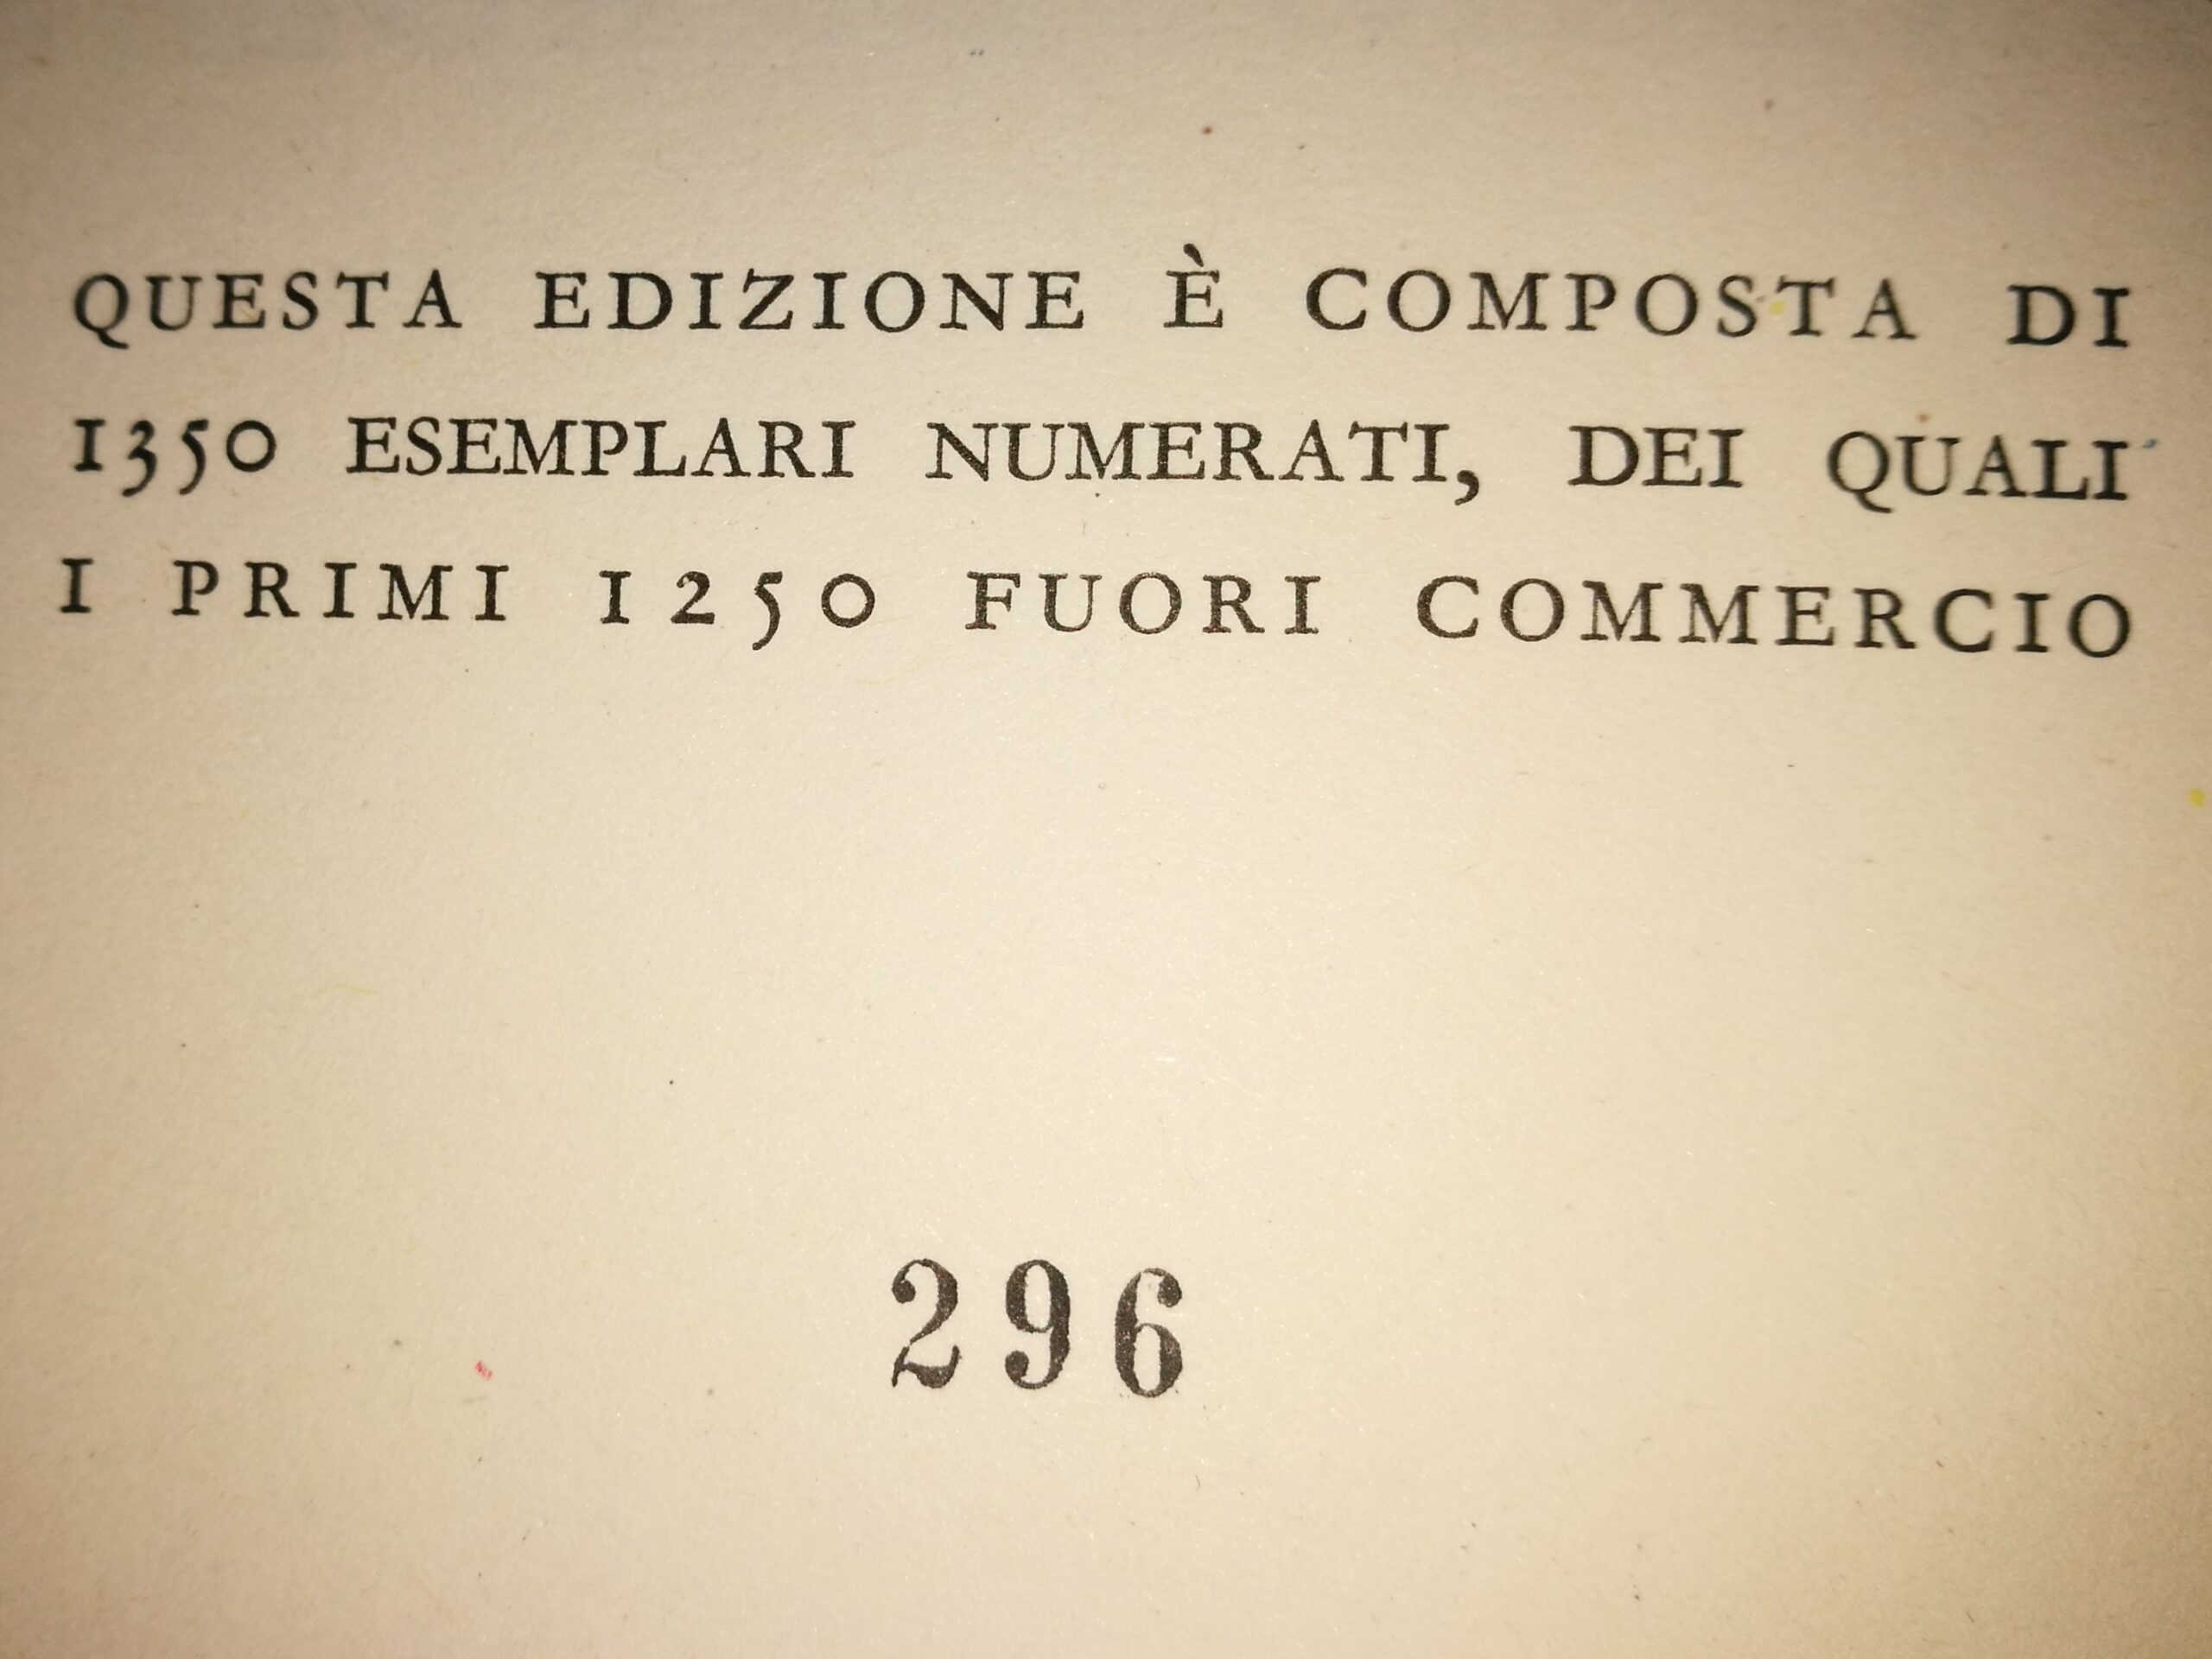 QUESTA EDIZIONE È COMPOSTA DI
1350 ESEMPLARI NUMERATI, DEI QUALI
I PRIMI 1250 FUORI COMMERCIO
296